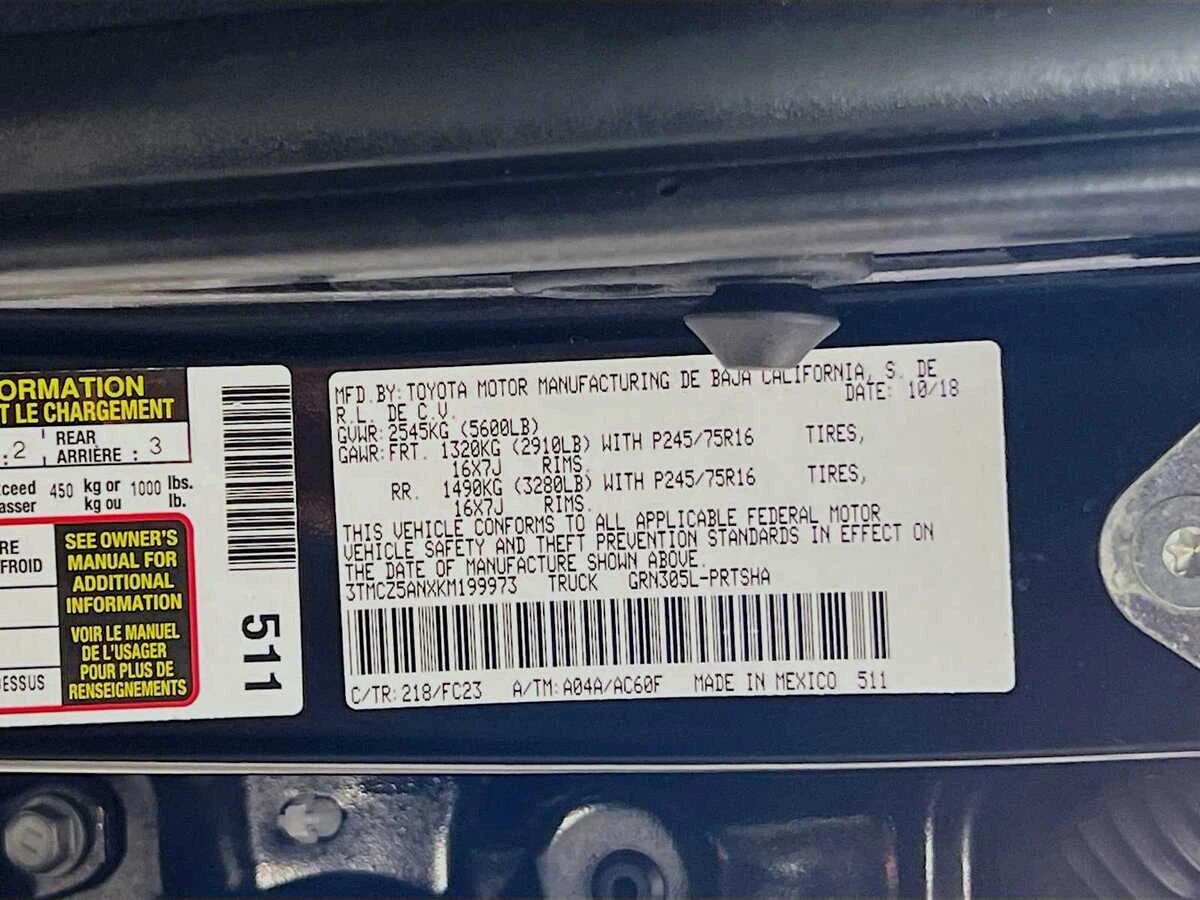 ORMATION
T LE CHARGEMENT
: 2 REAR ARRIÈRE : 3
xceed 450 kg or 1000 lbs.
asser kg ou lb.
RE
FROID
ESSUS
SEE OWNER'S
MANUAL FOR
ADDITIONAL
INFORMATION
VOIR LE MANUEL
DE L'USAGER
POUR PLUS DE
RENSEIGNEMENTS
511
MFD.BY: TOYOTA MOTOR MANUFACTURING DE BAJA CALIFORNIA, S. DE
R.L. DE C.V. DATE: 10/18
GVWR: 2545KG (5600LB)
GAWR: FRT. 1320KG (2910LB) WITH P245/75R16 TIRES,
16X7J RIMS.
RR. 1490KG (3280LB) WITH P245/75R16 TIRES,
16X7J RIMS.
THIS VEHICLE CONFORMS TO ALL APPLICABLE FEDERAL MOTOR
VEHICLE SAFETY AND THEFT PREVENTION STANDARDS IN EFFECT ON
THE DATE OF MANUFACTURE SHOWN ABOVE.
3TMCZ5ANXKM199973 TRUCK GRN305L-PRTSHA
C/TR: 218/FC23 A/TM: A04A/AC60F MADE IN MEXICO 511